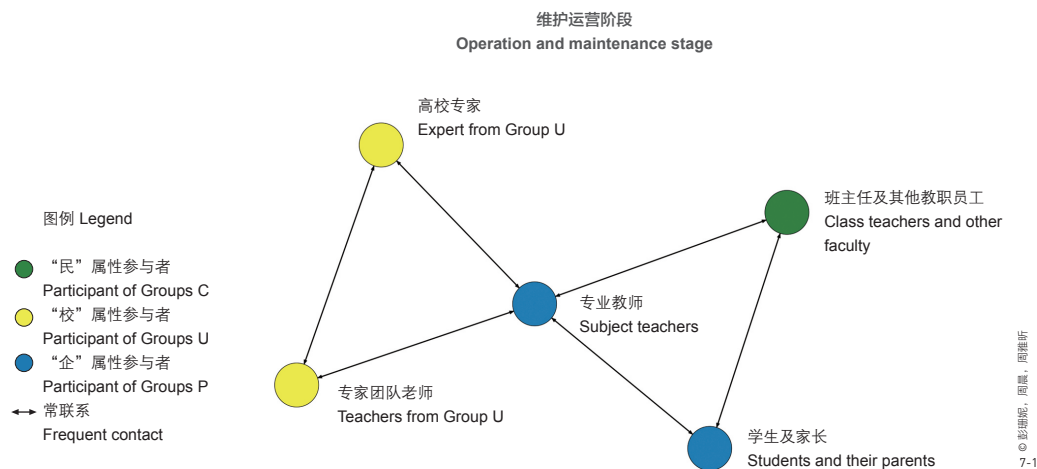 维护运营阶段
Operation and maintenance stage
高校专家
Expert from Group U
班主任及其他教职员工
Class teachers and other
faculty
图例 Legend
“民”属性参与者
Participant of Groups C
“校”属性参与者
Participant of Groups U
“企”属性参与者
Participant of Groups P
常联系
Frequent contact
专业教师
Subject teachers
专家团队老师
Teachers from Group U
学生及家长
Students and their parents
© 彭珊妮，周晨，周雅昕
7-1